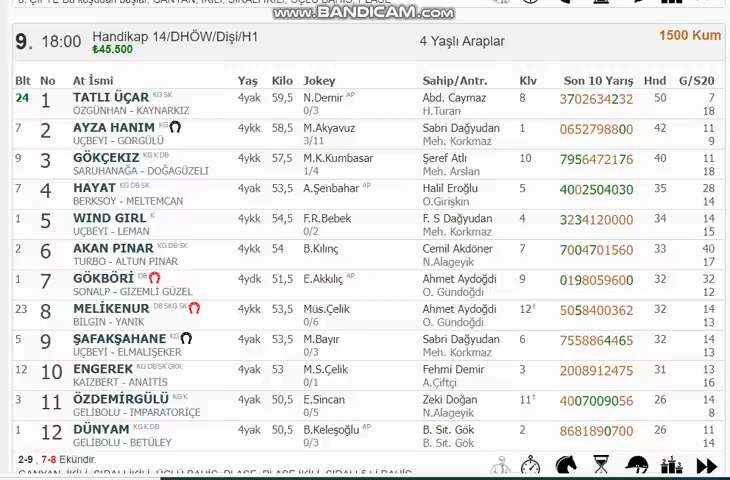 WWW.BANDICAM.COM
9. 18:00 Handikap 14/DHÖW/Dişi/H1 4 Yaşlı Araplar 1500 Kum
₺45.500
Blt No At İsmi Yaş Kilo Jokey Sahip/Antr. Klv Son 10 Yarış Hnd G/S20
24 1 TATLI ÜÇAR KG SK 4yak 59,5 N.Demir AP Abd. Caymaz 8 3702634232 50 7
ÖZGÜNHAN - KAYNARKIZ 0/3 H.Turan 18
7 2 AYZA HANIM KG 4ykk 58,5 M.Akyavuz Sabri Dağyudan 1 0652798800 42 11
UÇBEYİ - GÖRGÜLÜ 3/11 Meh. Korkmaz 9
9 3 GÖKÇEKIZ KG K DB 4ykk 57,5 M.K.Kumbasar Şeref Atlı 10 7956472176 40 11
SARUHANAĞA - DOĞAGÜZELİ 1/4 Meh. Arslan 18
7 4 HAYAT KG DB SK 4yak 53,5 A.Şenbahar AP Halil Eroğlu 5 4002504030 35 28
BERKSOY - MELTEMCAN O.Girişkin 14
1 5 WIND GIRL K 4ykk 54,5 F.R.Bebek F. S Dağyudan 4 3234120000 34 14
UÇBEYİ - LEMAN 0/2 Meh. Korkmaz 15
2 6 AKAN PINAR KG DB SK 4yak 54 B.Kılınç Cemil Akdöner 7 7004701560 33 40
TURBO - ALTUN PINAR N.Alageyik 17
1 7 GÖKBÖRİ DB 4ydk 51,5 E.Akkılıç AP Ahmet Aydoğdi 9 0198059600 32 32
SONALP - GİZEMLİ GÜZEL O. Gündoğdi 12
23 8 MELİKENUR DB SKG SK 4ykk 53,5 Müs.Çelik Ahmet Aydoğdi 12t 5058400362 32 14
BİLGİN - YANIK 0/6 O. Gündoğdi 13
5 9 ŞAFAKŞAHANE KG 4ykk 53,5 M.Bayır Sabri Dağyudan 6 7558864465 32 14
UÇBEYİ - ELMALIŞEKER 0/3 Meh. Korkmaz 13
12 10 ENGEREK KG DB SK GKK 4ykk 53 M.S.Çelik Fehmi Demir 3 2008912475 31 13
KAIZBERT - ANAİTİS 0/1 A.Çiftçi 16
3 11 ÖZDEMİRGÜLÜ KG K 4yak 50,5 E.Sincan Zeki Doğan 11t 4007009056 26 14
GELİBOLU - IMPARATORİÇE 0/5 N.Alageyik 8
1 12 DÜNYAM KG K DB 4ykk 50,5 B.Keleşoğlu AP B. Sıt. Gök 2 8681890700 26 11
GELİBOLU - BETÜLEY 0/3 B. Sıt. Gök 14
2-9 , 7-8 Eküridir.